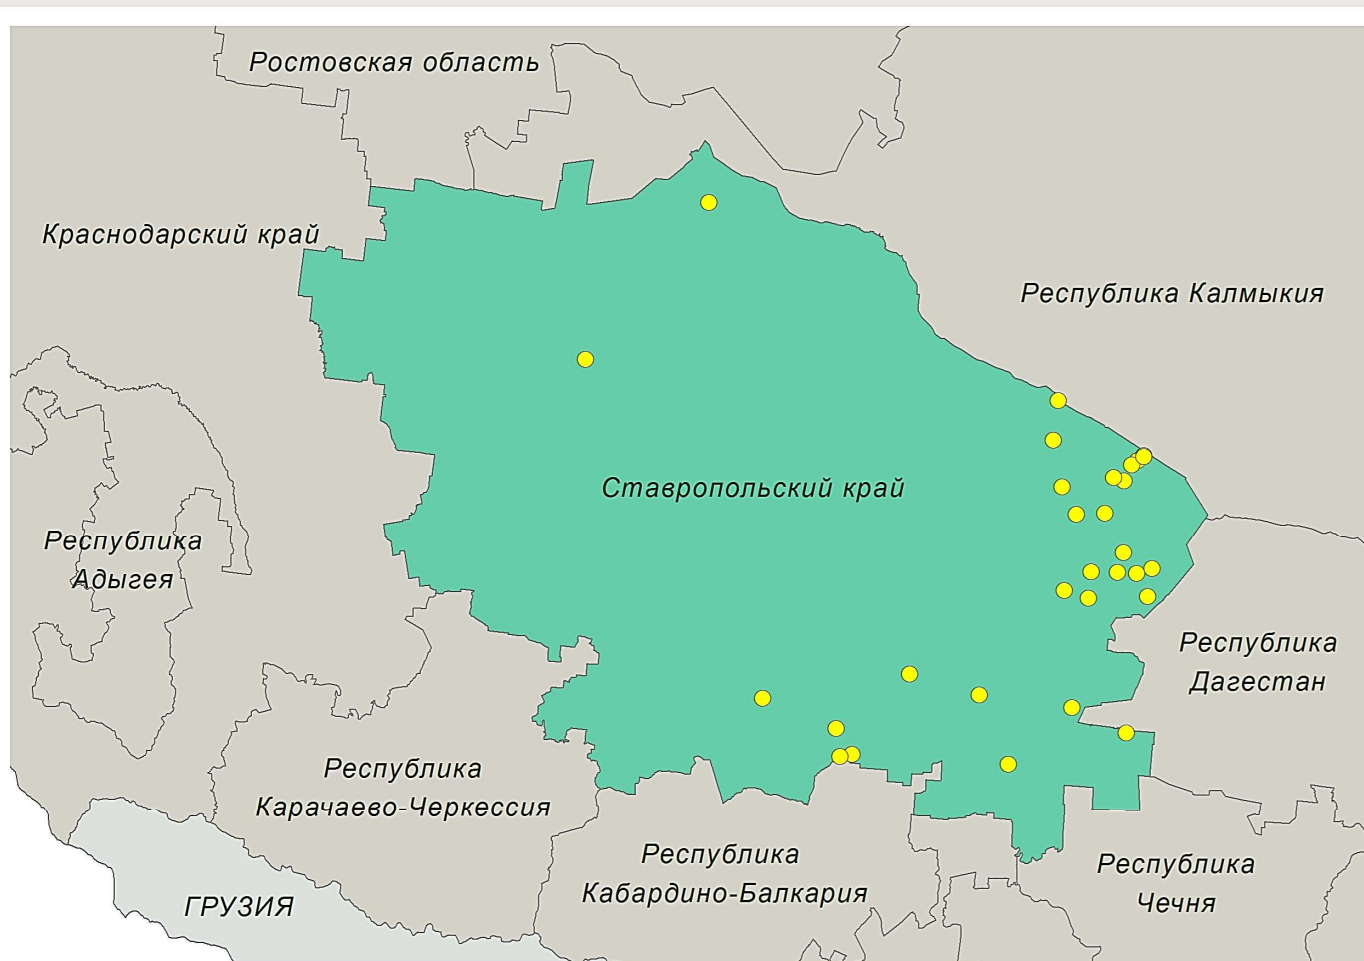 Ростовская область
Краснодарский край
Республика Калмыкия
Ставропольский край
Республика
Адыгея
Республика
Дагестан
Республика
Карачаево-Черкессия
Республика
Кабардино-Балкария
Республика
Чечня
ГРУЗИЯ